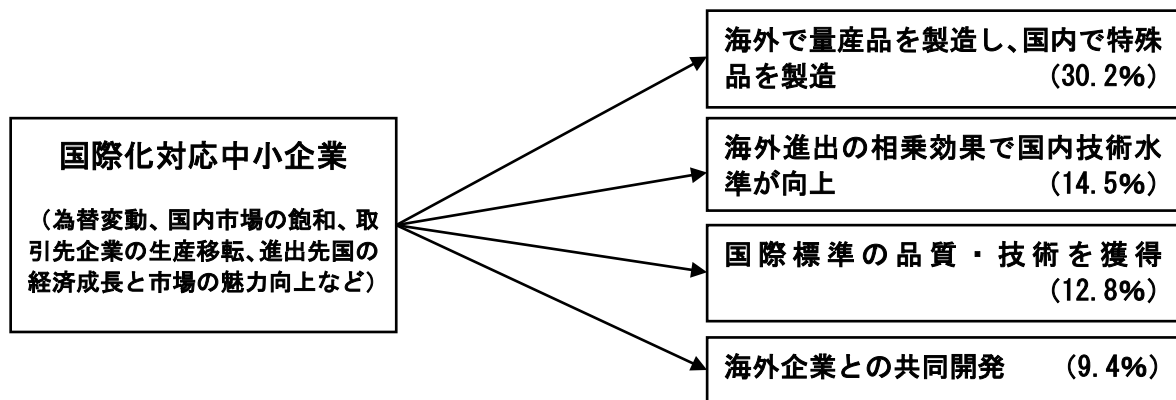 国際化対応中小企業
（為替変動、国内市場の飽和、取
引先企業の生産移転、進出先国の
経済成長と市場の魅力向上など）
海外で量産品を製造し、国内で特殊
品を製造 （30.2%）
海外進出の相乗効果で国内技術水
準が向上 （14.5%）
国際標準の品質・技術を獲得
（12.8%）
海外企業との共同開発 （9.4%）